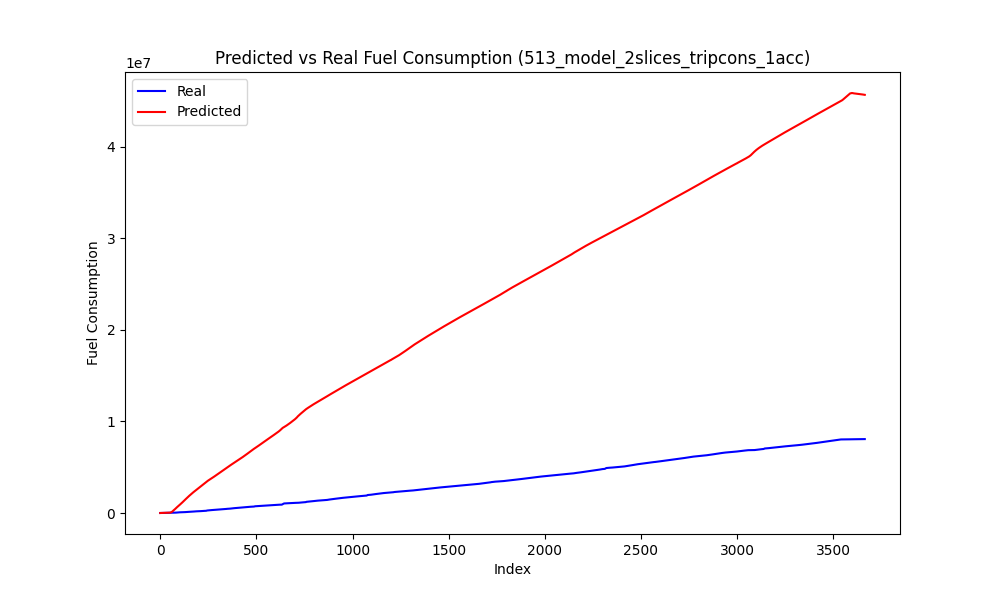 Predicted vs Real Fuel Consumption (513_model_2slices_tripcons_1acc)
1e7
Real
Predicted
4
3
2
1
0
Fuel Consumption
0 500 1000 1500 2000 2500 3000 3500
Index